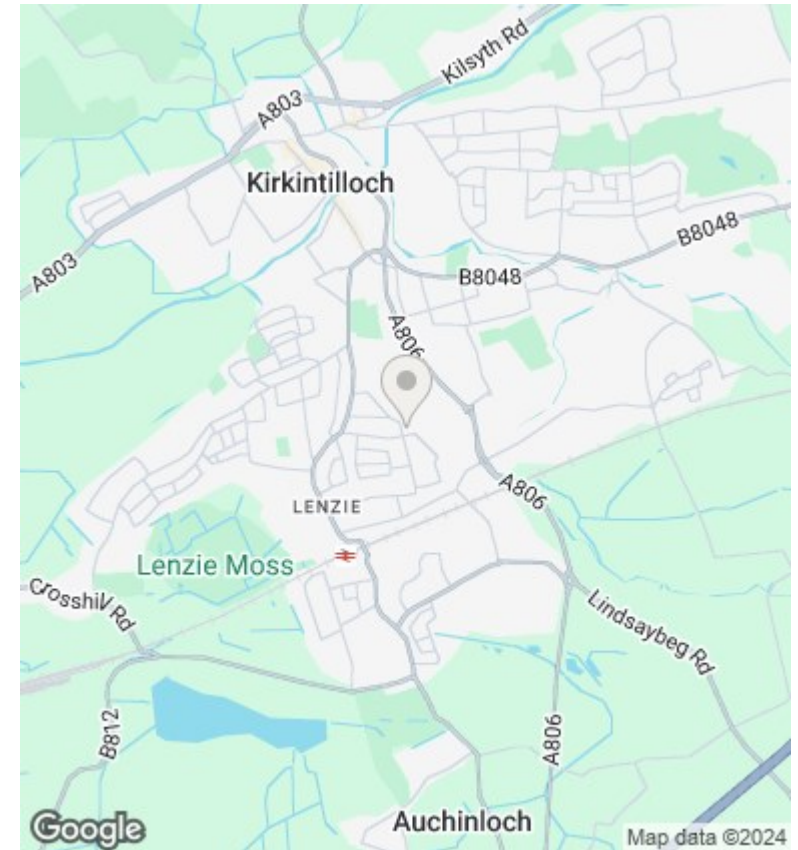 Kilsyth Rd
A803
Kirkintilloch
B8048
A803
B8048
A806
A806
LENZIE
Lenzie Moss
Crosshill Rd
Lindsaybeg Rd
B812
A806
Auchinloch
Google
Map data ©2024